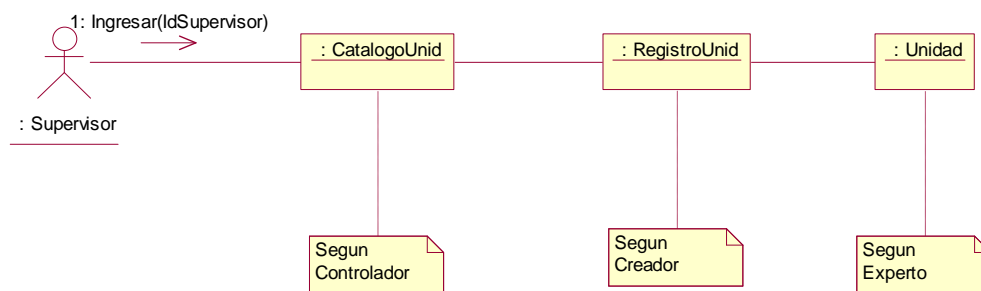 1: Ingresar(IdSupervisor)
: CatalogoUnid
: RegistroUnid
: Unidad
: Supervisor
Segun
Controlador
Segun
Creador
Segun
Experto